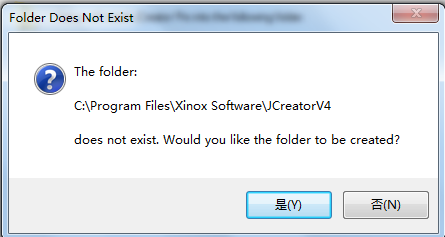 Folder Does Not Exist
The folder:
C:\Program Files\Xinox Software\JCreatorV4
does not exist. Would you like the folder to be created?
是(Y)
否(N)